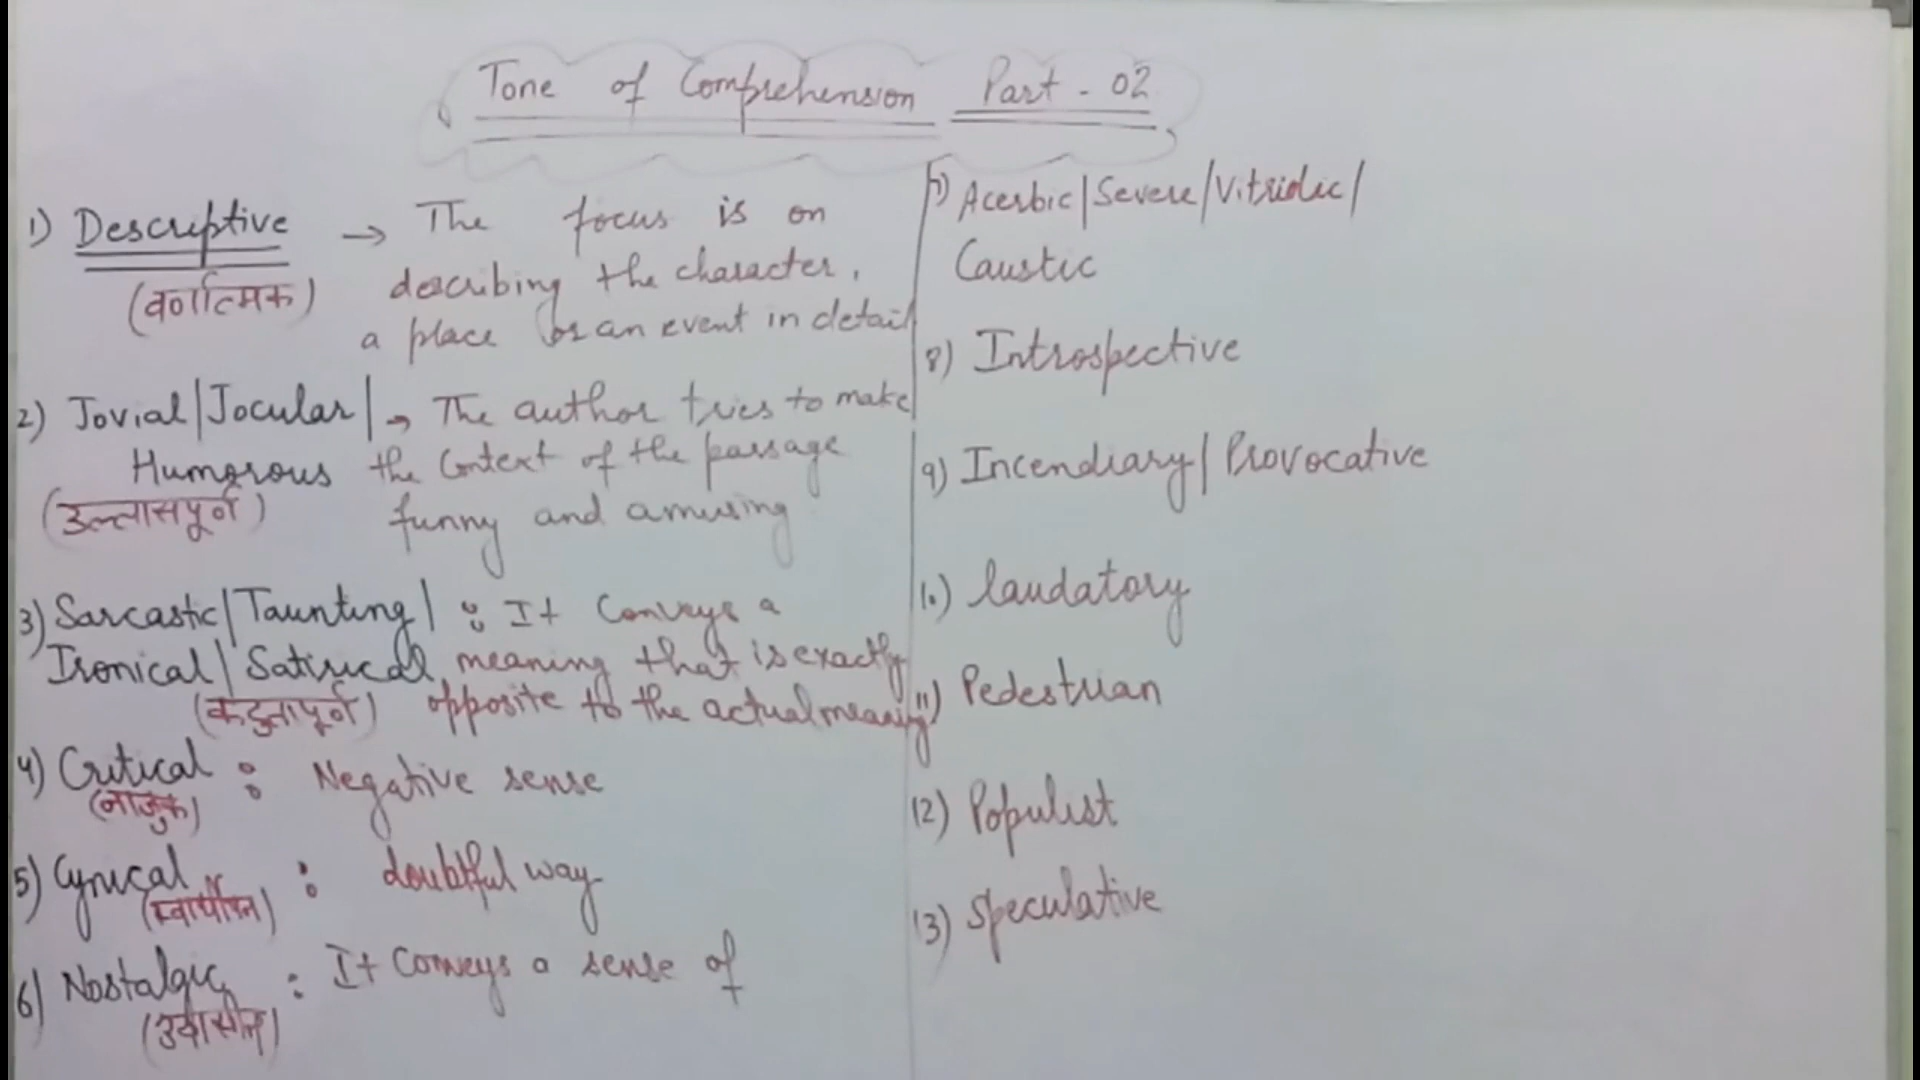 Tone of Comprehension Part - 02
1) Descriptive → The focus is on
(वर्णात्मक) describing the character,
a place or an event in detail
2) Jovial/Jocular/ → The author tries to make
Humorous the Context of the passage
(उल्लासपूर्ण) funny and amusing
3) Sarcastic/Taunting/ : It Conveys a
Ironical/Satirical meaning that is exactly
(कटुतापूर्ण) opposite to the actual meaning
4) Critical : Negative sense
(नाजुक)
5) Cynical : doubtful way
6) Nostalgic : It Conveys a sense of
(उदासीन)
7) Acerbic/Severe/Vitriolic/
Caustic
8) Introspective
9) Incendiary/Provocative
10) Laudatory
11) Pedestrian
12) Populist
13) Speculative